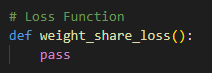 # Loss Function
def weight_share_loss():
    pass